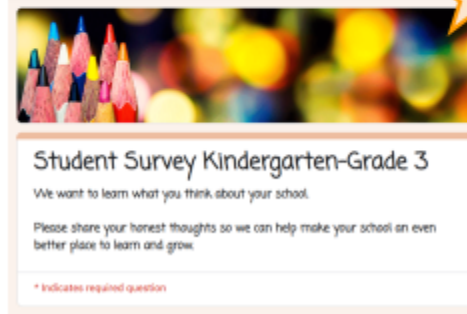 Student Survey Kindergarten-Grade 3
We want to learn what you think about your school.
Please share your honest thoughts so we can help make your school an even
better place to learn and grow.
* Indicates required question